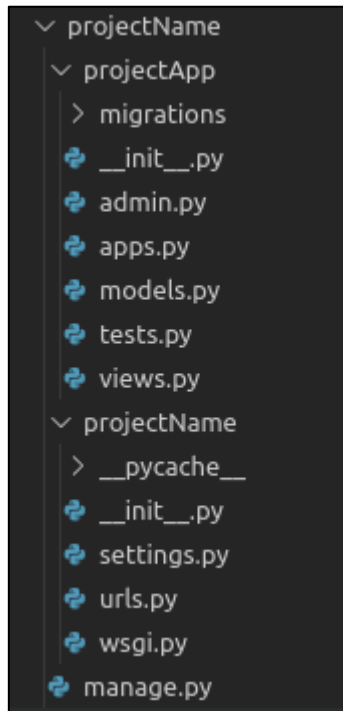 projectName
projectApp
migrations
__init__.py
admin.py
apps.py
models.py
tests.py
views.py
projectName
__pycache__
__init__.py
settings.py
urls.py
wsgi.py
manage.py